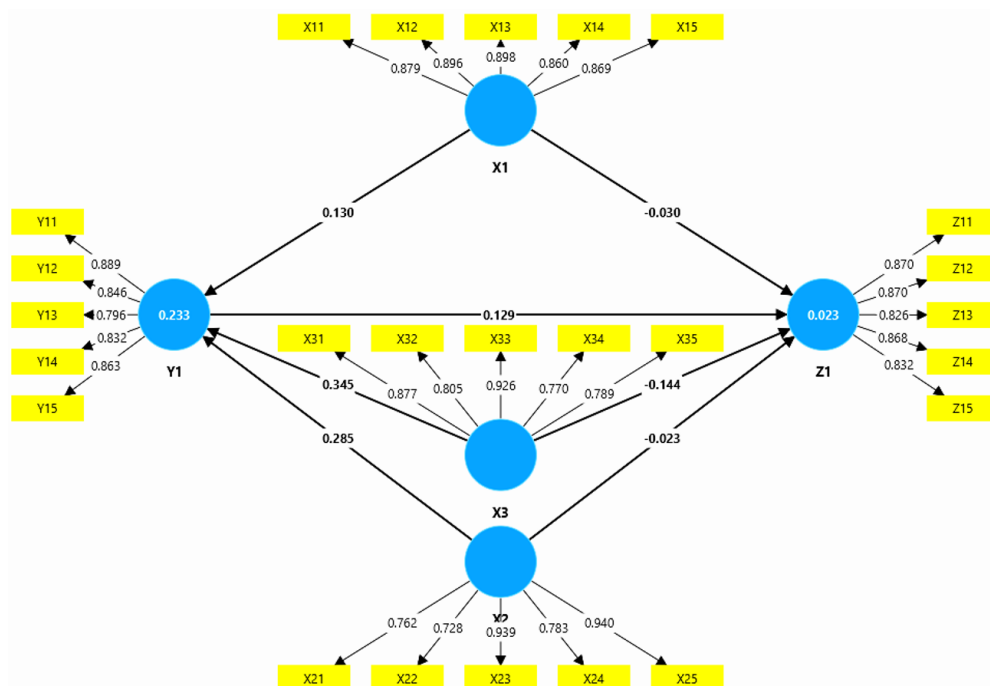 X11 X12 X13 X14 X15
0.879 0.896 0.898 0.860 0.869
X1
0.130 -0.030
Y11 Z11
0.889 0.870
Y12 Z12
0.846 0.870
Y13 0.796 0.233 0.129 0.023 0.826 Z13
X31 X32 X33 X34 X35
0.832 0.868
Y14 Z14
0.863 0.832
Y1 Z1
0.345 0.877 0.805 0.926 0.770 0.789 -0.144
Y15 Z15
0.285 -0.023
X3
X2
0.762 0.728 0.939 0.783 0.940
X21 X22 X23 X24 X25